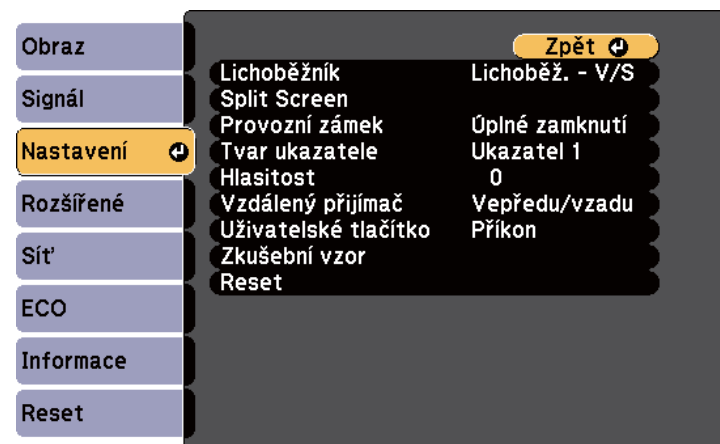 Obraz
Signál
Nastavení
Rozšířené
Síť
ECO
Informace
Reset
Zpět
Lichoběžník Lichoběž. - V/S
Split Screen
Provozní zámek Úplné zamknutí
Tvar ukazatele Ukazatel 1
Hlasitost 0
Vzdálený přijímač Vepředu/vzadu
Uživatelské tlačítko Příkon
Zkušební vzor
Reset